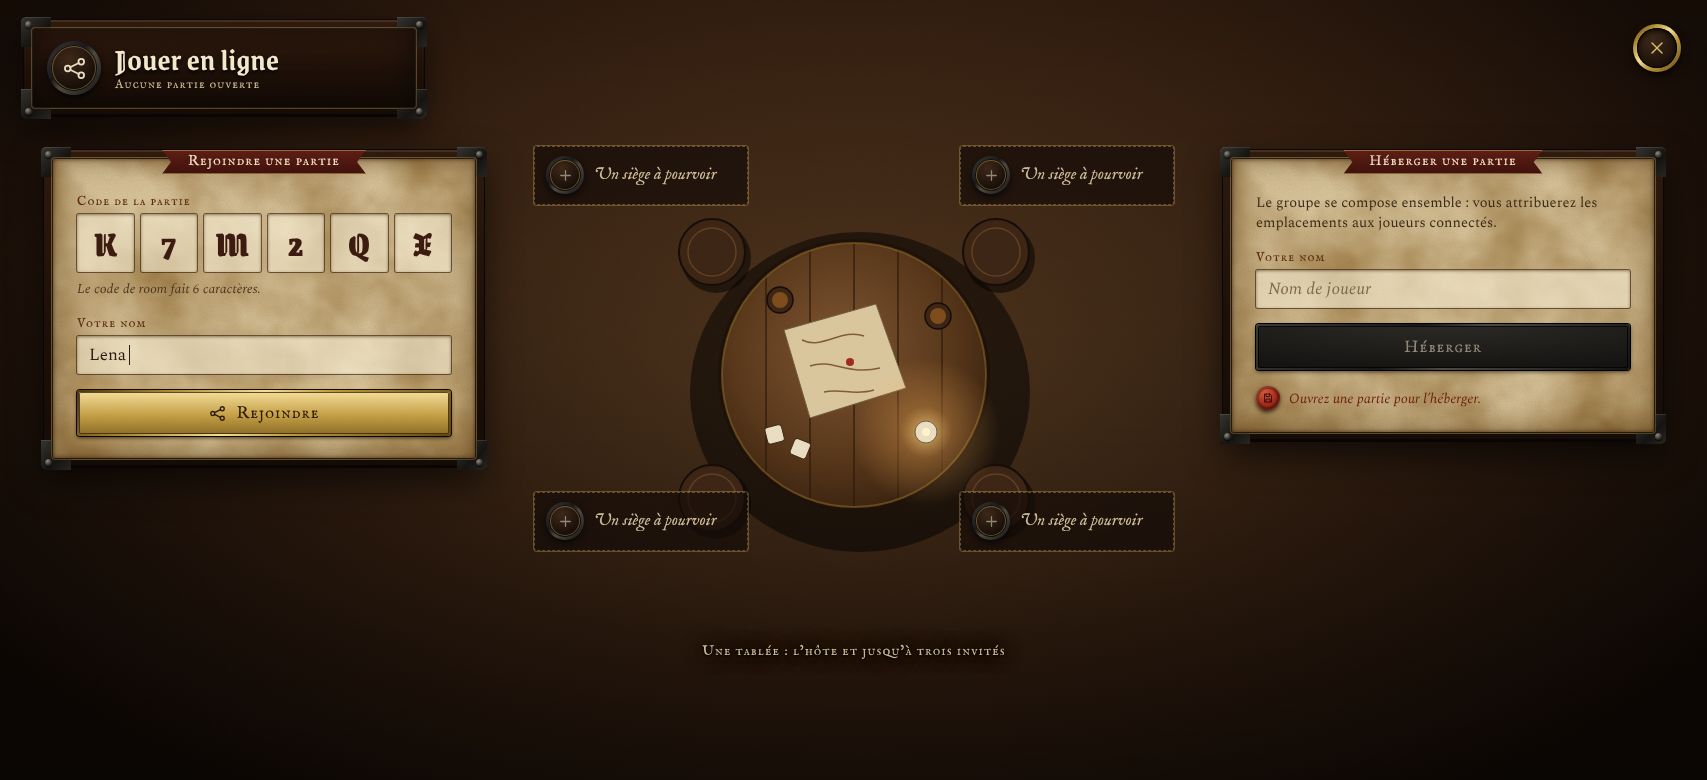 Jouer en ligne
Aucune partie ouverte
Rejoindre une partie
Code de la partie
K 7 M 2 Q X
Le code de room fait 6 caractères.
Votre nom
Lena
Rejoindre
Un siège à pourvoir
Un siège à pourvoir
Un siège à pourvoir
Un siège à pourvoir
Une tablée : l'hôte et jusqu'à trois invités
Héberger une partie
Le groupe se compose ensemble : vous attribuerez les
emplacements aux joueurs connectés.
Votre nom
Nom de joueur
Héberger
Ouvrez une partie pour l'héberger.